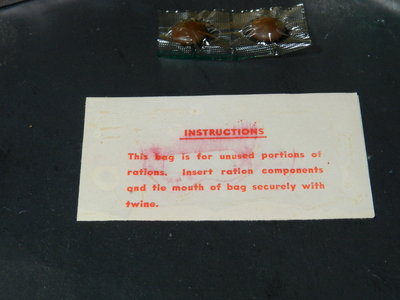 INSTRUCTIONS
This bag is for unused portions of
rations. Insert ration components
and tie mouth of bag securely with
twine.